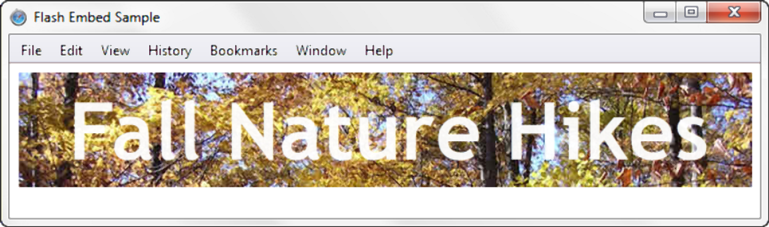 Flash Embed Sample
File Edit View History Bookmarks Window Help
Fall Nature Hikes